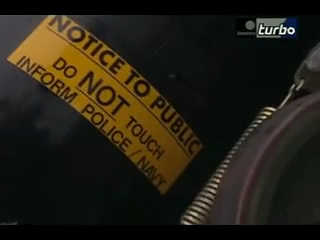 turbo
NOTICE TO PUBLIC
DO NOT TOUCH
INFORM POLICE / NAVY